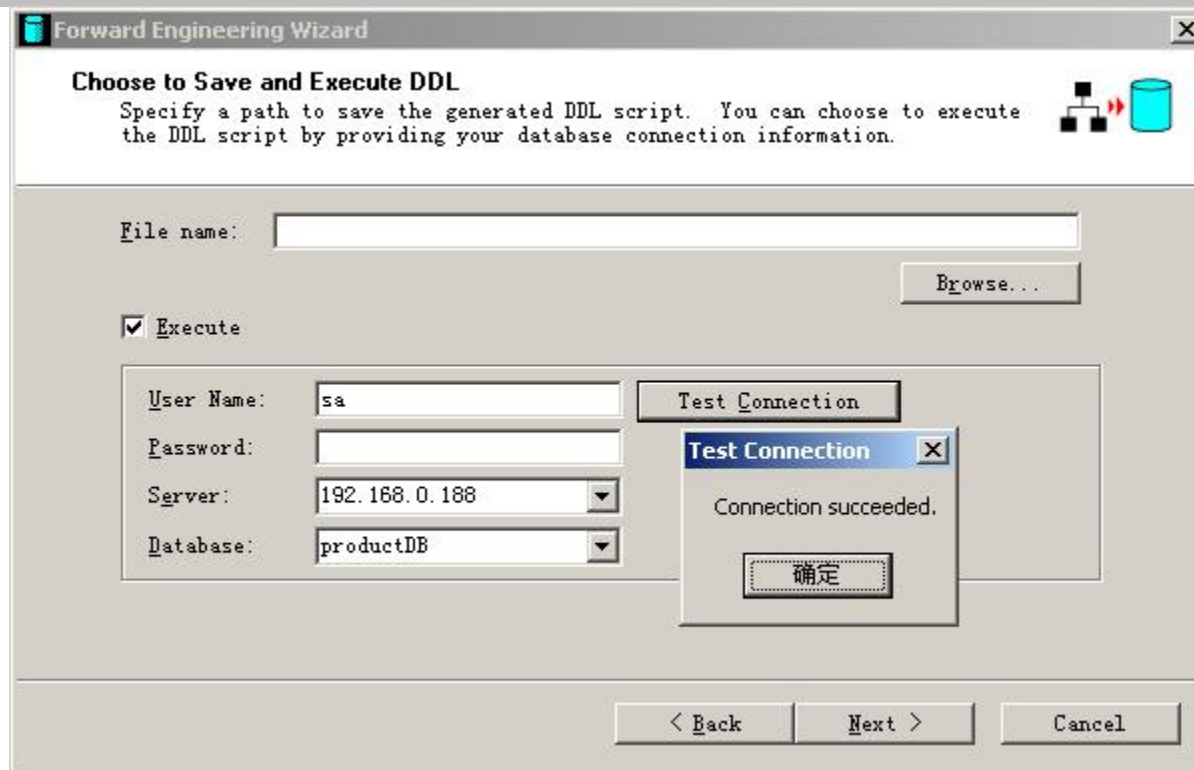 Forward Engineering Wizard
Choose to Save and Execute DDL
Specify a path to save the generated DDL script. You can choose to execute
the DDL script by providing your database connection information.
File name:
Browse...
Execute
User Name: sa Test Connection
Password:
Server: 192.168.0.188
Database: productDB
Test Connection
Connection succeeded.
确定
< Back Next > Cancel